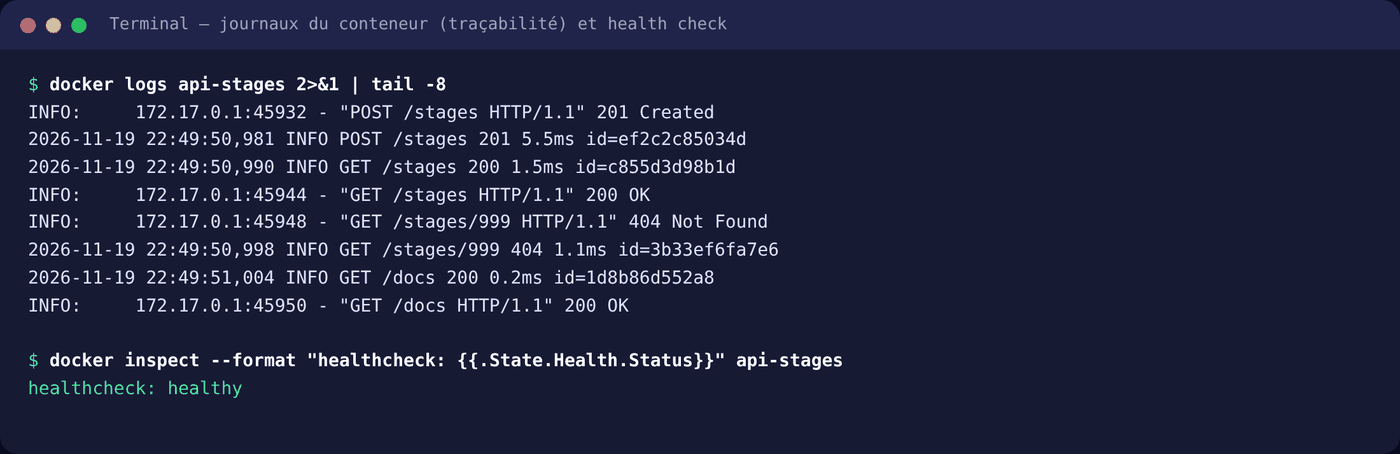 Terminal — journaux du conteneur (traçabilité) et health check
$ docker logs api-stages 2>&1 | tail -8
INFO:     172.17.0.1:45932 - "POST /stages HTTP/1.1" 201 Created
2026-11-19 22:49:50,981 INFO POST /stages 201 5.5ms id=ef2c2c85034d
2026-11-19 22:49:50,990 INFO GET /stages 200 1.5ms id=c855d3d98b1d
INFO:     172.17.0.1:45944 - "GET /stages HTTP/1.1" 200 OK
INFO:     172.17.0.1:45948 - "GET /stages/999 HTTP/1.1" 404 Not Found
2026-11-19 22:49:50,998 INFO GET /stages/999 404 1.1ms id=3b33ef6fa7e6
2026-11-19 22:49:51,004 INFO GET /docs 200 0.2ms id=1d8b86d552a8
INFO:     172.17.0.1:45950 - "GET /docs HTTP/1.1" 200 OK
$ docker inspect --format "healthcheck: {{.State.Health.Status}}" api-stages
healthcheck: healthy